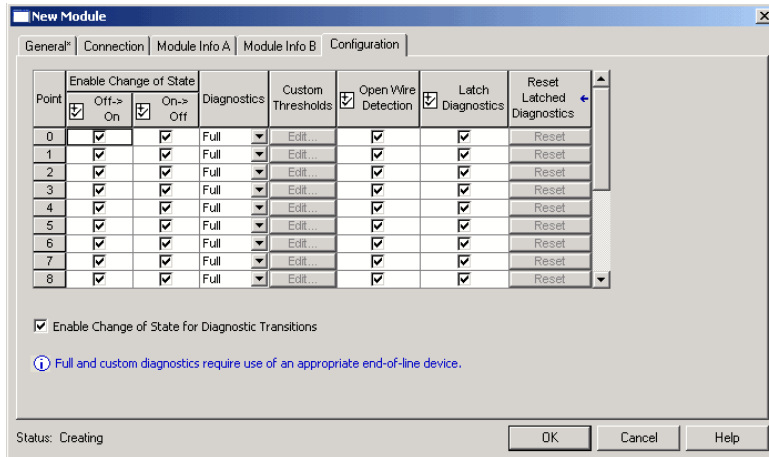 New Module
General* Connection Module Info A Module Info B Configuration
Point Enable Change of State Off-> On On-> Off Diagnostics Custom Thresholds Open Wire Detection Latch Diagnostics Reset Latched Diagnostics
0 Full Edit... Reset
1 Full Edit... Reset
2 Full Edit... Reset
3 Full Edit... Reset
4 Full Edit... Reset
5 Full Edit... Reset
6 Full Edit... Reset
7 Full Edit... Reset
8 Full Edit... Reset
Enable Change of State for Diagnostic Transitions
Full and custom diagnostics require use of an appropriate end-of-line device.
Status: Creating OK Cancel Help